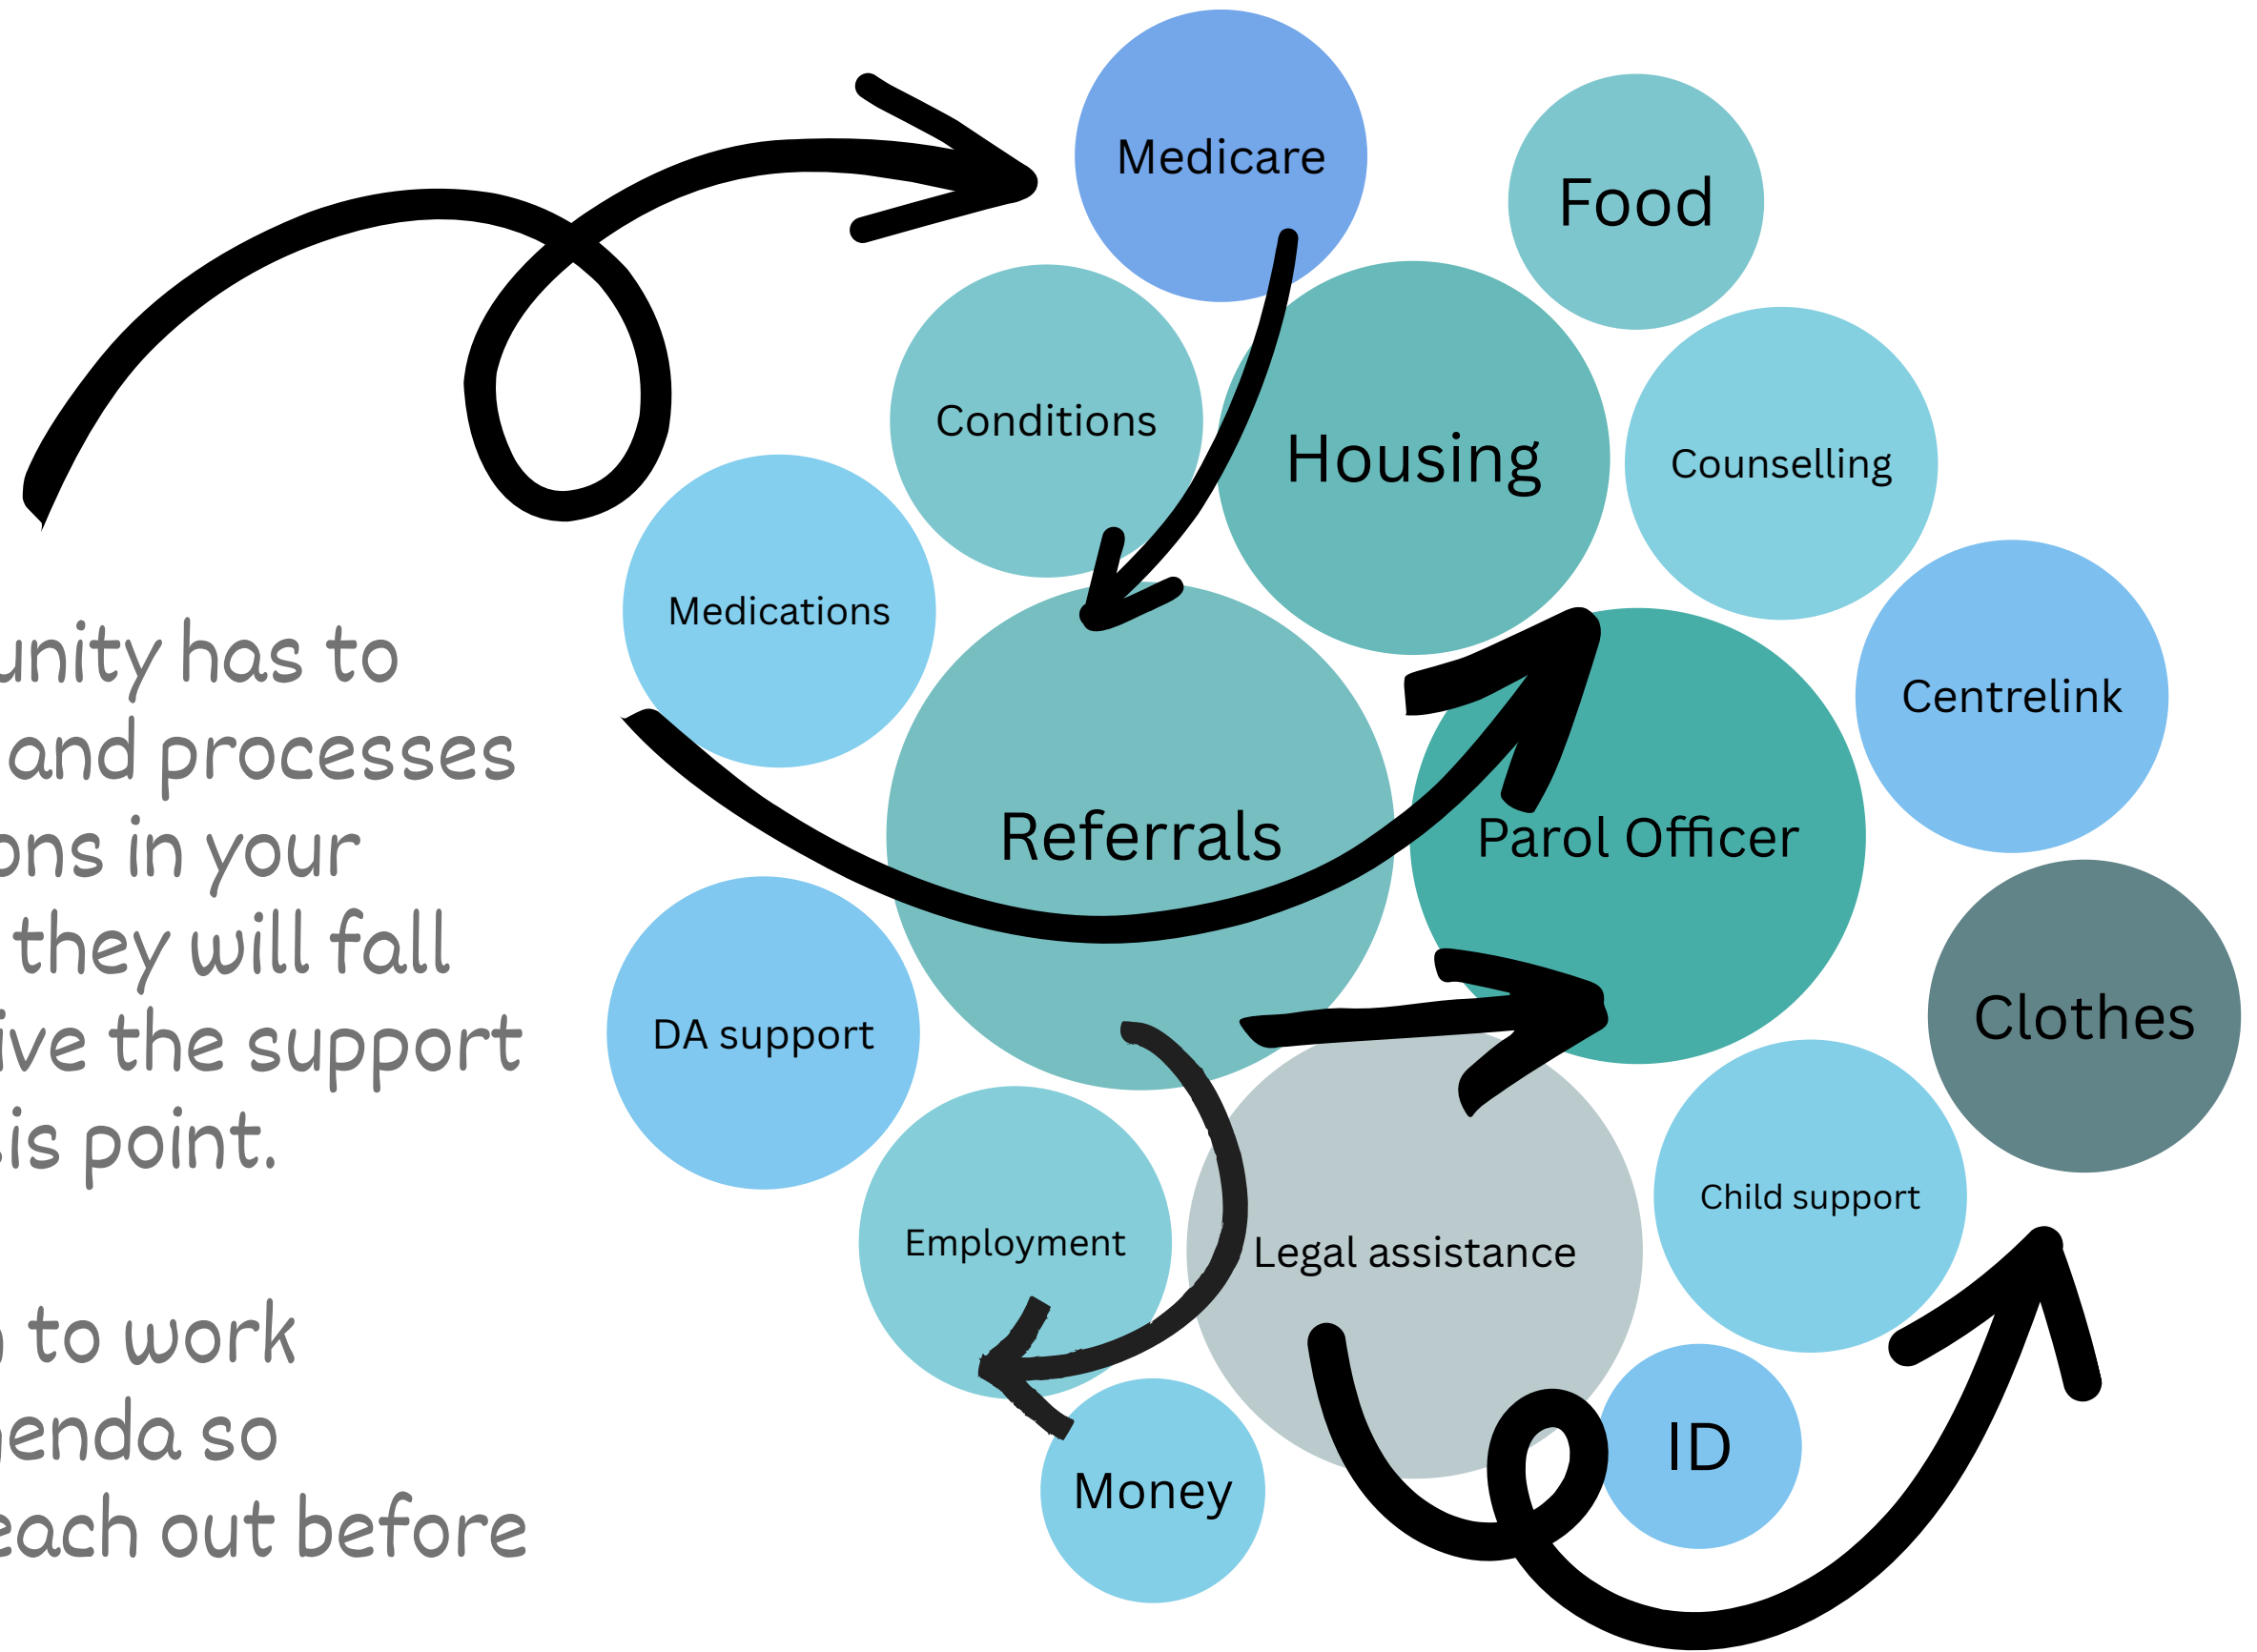 unity has to
and processes
ons in your
they will fall
ive the support
is point.
to work
enda so
each out before
Medicare
Food
Conditions
Housing
Counselling
Medications
Centrelink
Referrals
Parol Officer
Clothes
DA support
Child support
Employment
Legal assistance
ID
Money